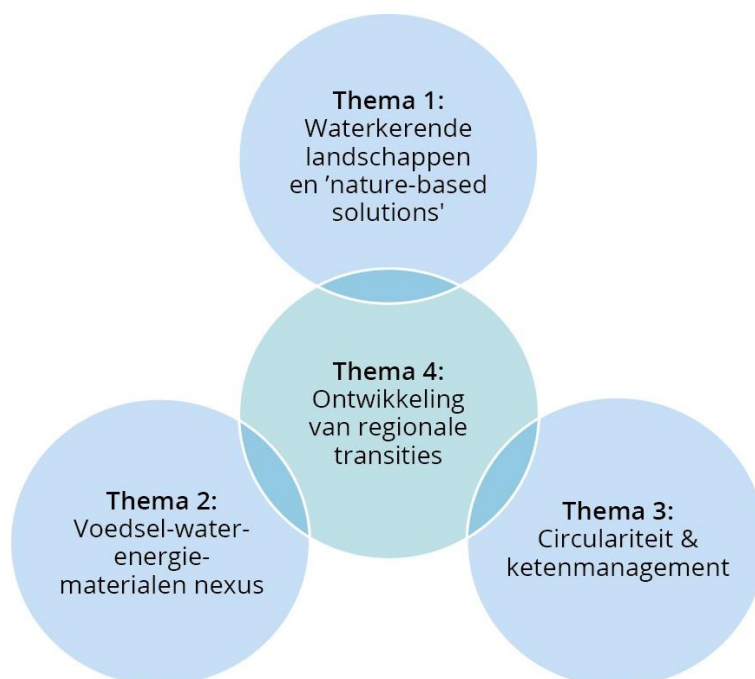 Thema 1:
Waterkerende
landschappen
en ’nature-based
solutions'
Thema 4:
Ontwikkeling
van regionale
transities
Thema 2:
Voedsel-water-
energie-
materialen nexus
Thema 3:
Circulariteit &
ketenmanagement